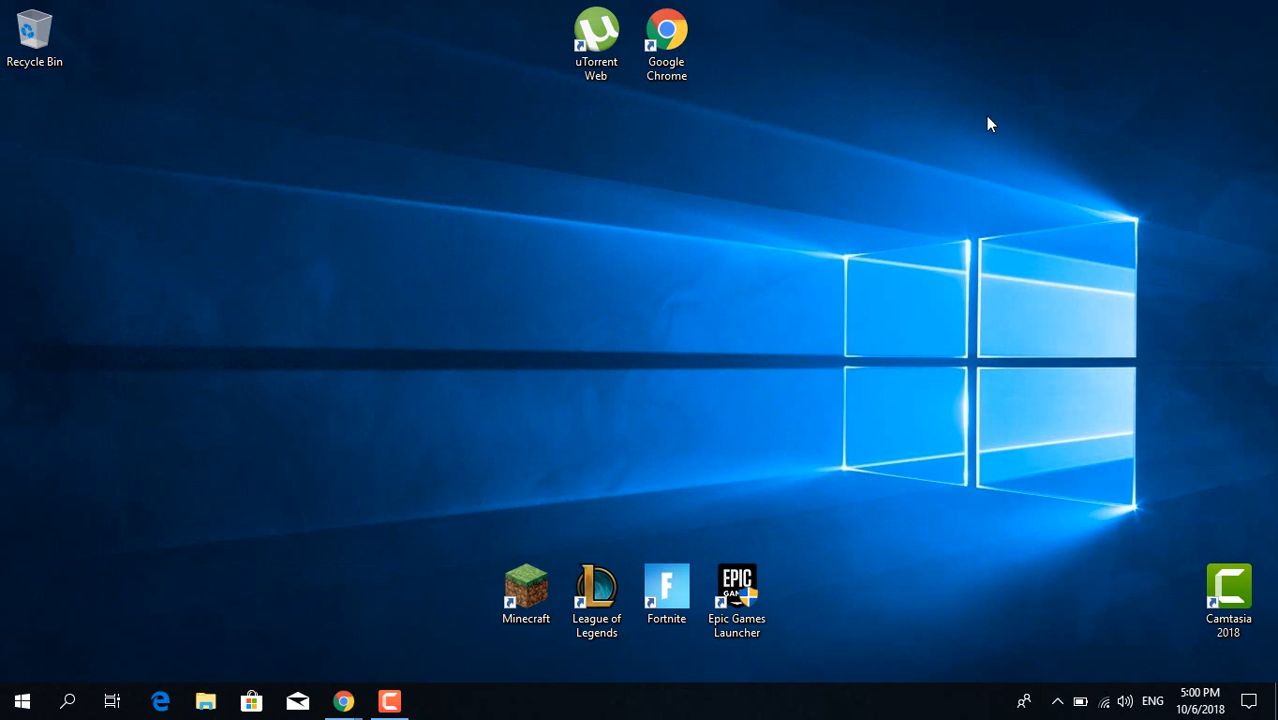 Recycle Bin
uTorrent
Web
Google
Chrome
Minecraft
League of
Legends
Fortnite
EPIC
GAM
Epic Games
Launcher
Camtasia
2018
ENG
5:00 PM
10/6/2018